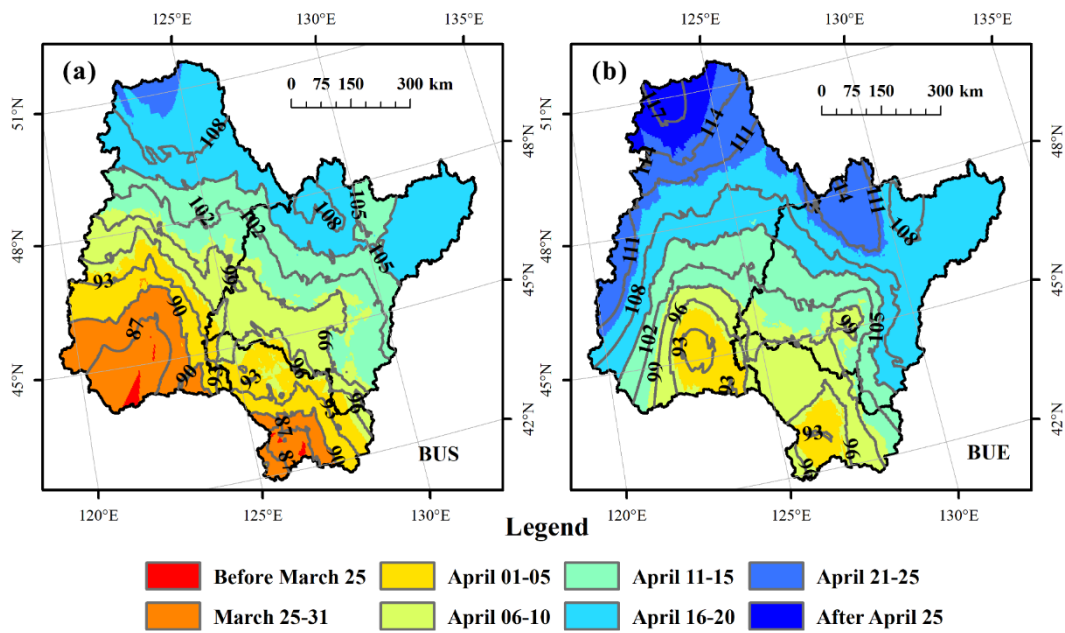 125°E 130°E 135°E 125°E 130°E 135°E
(a) 0 75 150 300 km
(b) 0 75 150 300 km
51°N 48°N 51°N 48°N
108 114 111
114
102 102 108 105 111 108
48°N 45°N 48°N 45°N
105 111
93 96 90 108
87 99 96 102 93 99 105
90 93 93 96
45°N 42°N 45°N 93 42°N
93 96
87 90 93 96
BUS BUE
120°E 125°E 130°E 120°E 125°E 130°E
Legend
Before March 25 April 01-05 April 11-15 April 21-25
March 25-31 April 06-10 April 16-20 After April 25